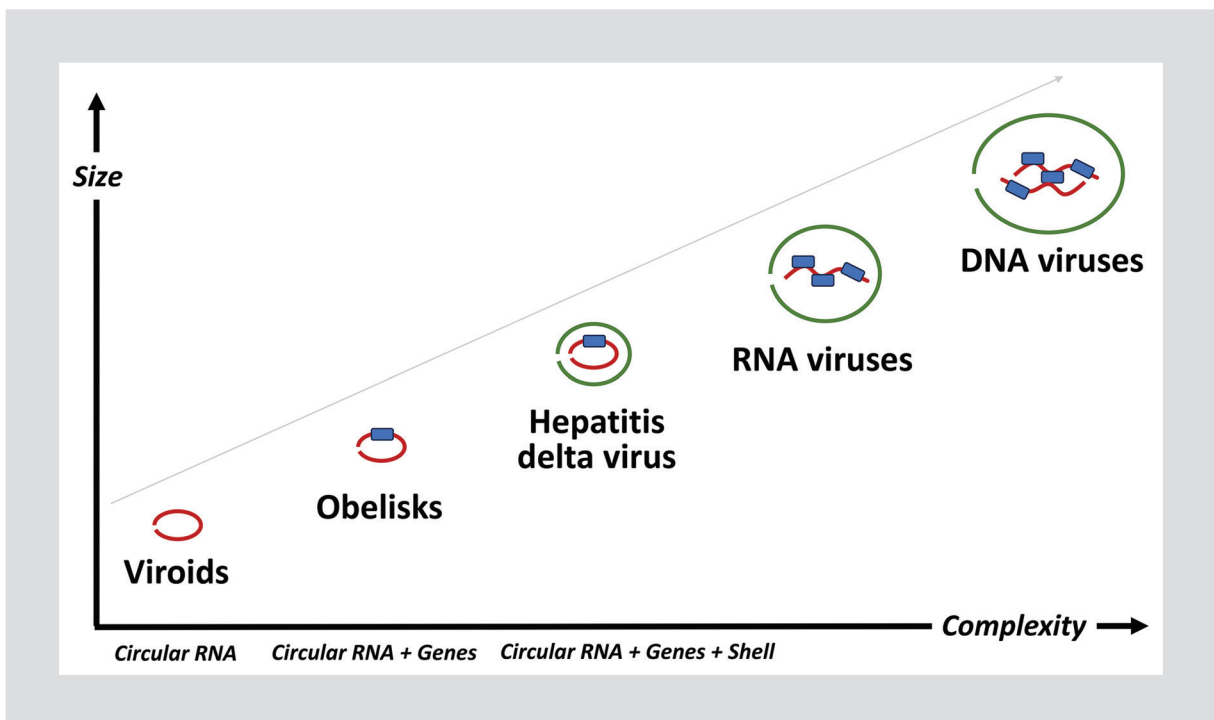 Size
DNA viruses
RNA viruses
Hepatitis
delta virus
Obelisks
Viroids
Complexity
Circular RNA
Circular RNA + Genes
Circular RNA + Genes + Shell